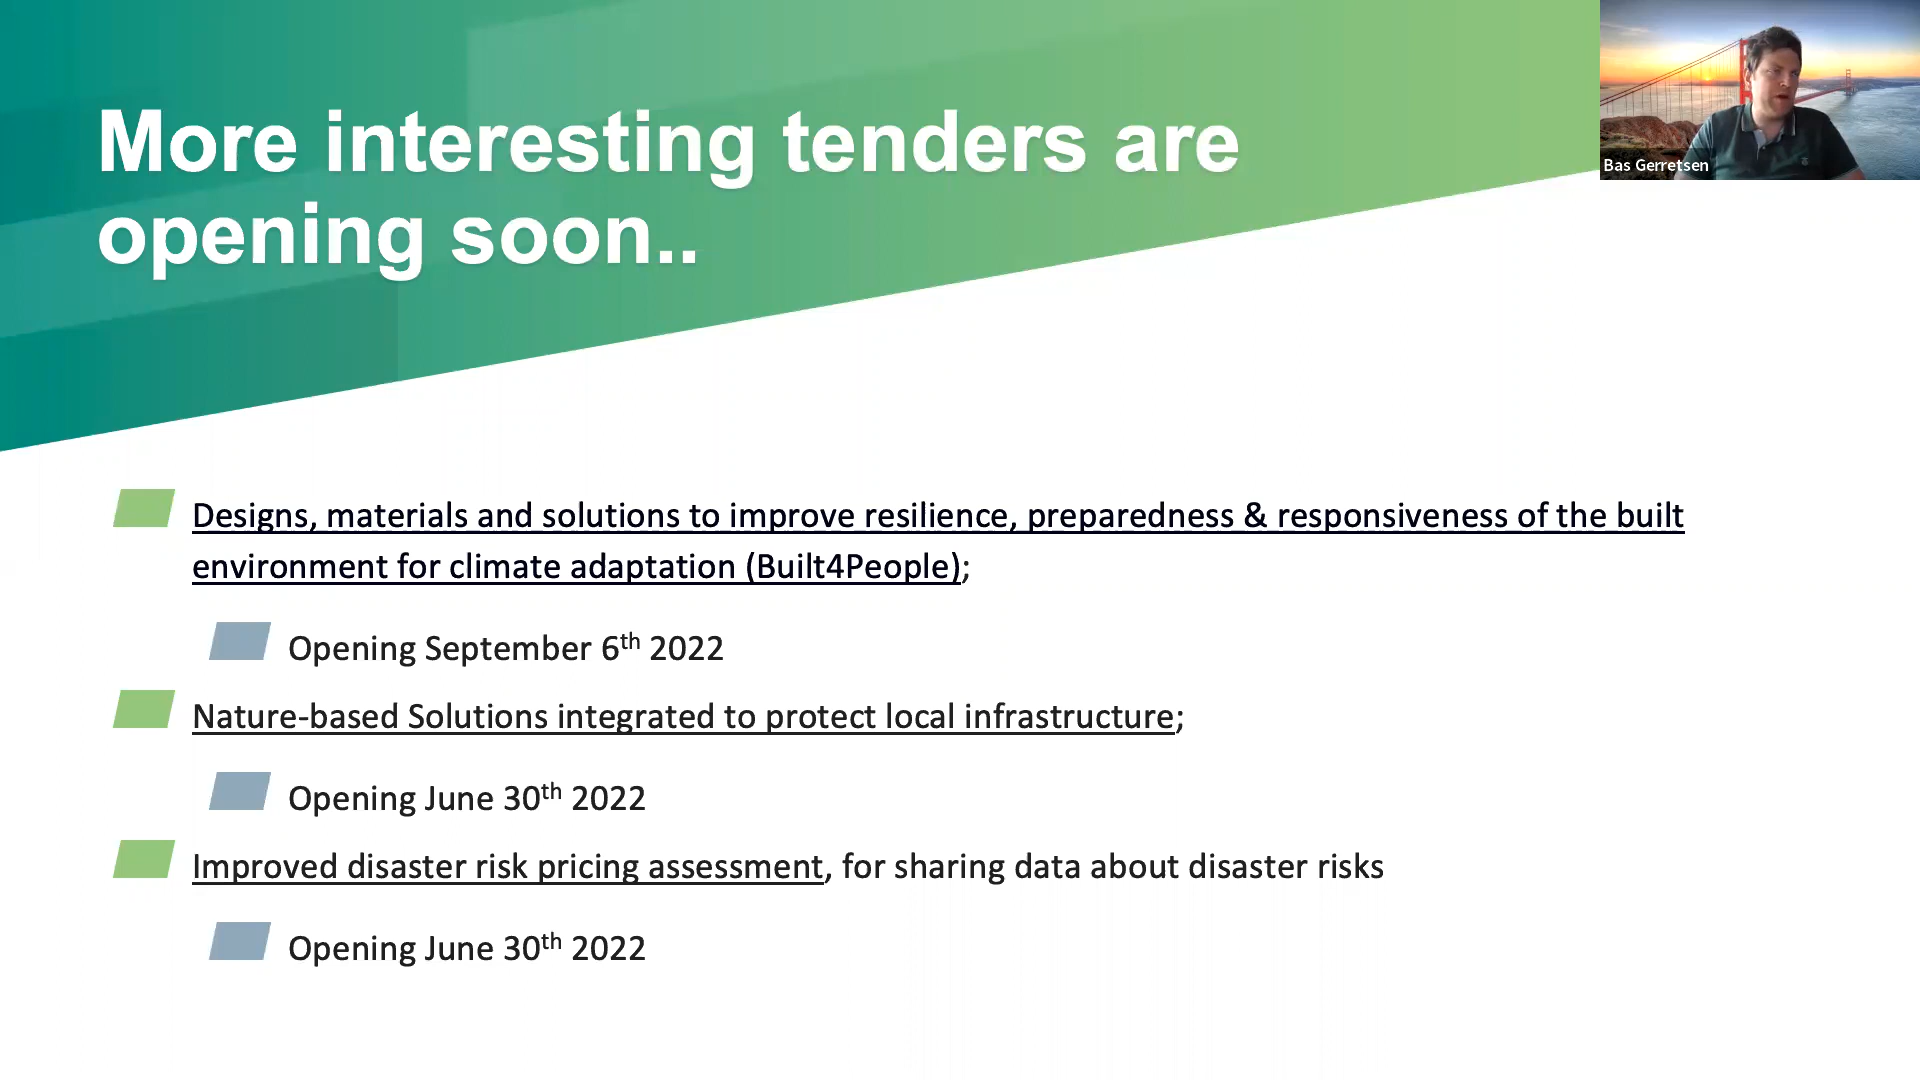 More interesting tenders are
opening soon..
Bas Gerretsen
Designs, materials and solutions to improve resilience, preparedness & responsiveness of the built
environment for climate adaptation (Built4People);
Opening September 6th 2022
Nature-based Solutions integrated to protect local infrastructure;
Opening June 30th 2022
Improved disaster risk pricing assessment, for sharing data about disaster risks
Opening June 30th 2022